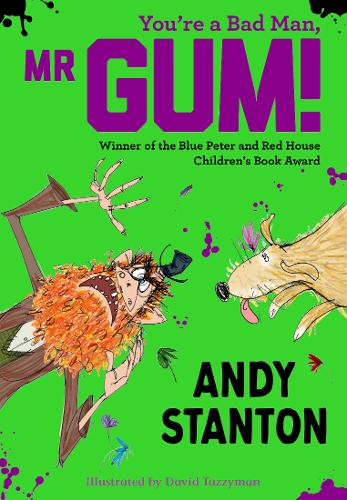 You're a Bad Man,
MR GUM!
Winner of the Blue Peter and Red House
Children's Book Award
ANDY
STANTON
Illustrated by David Tazzyman